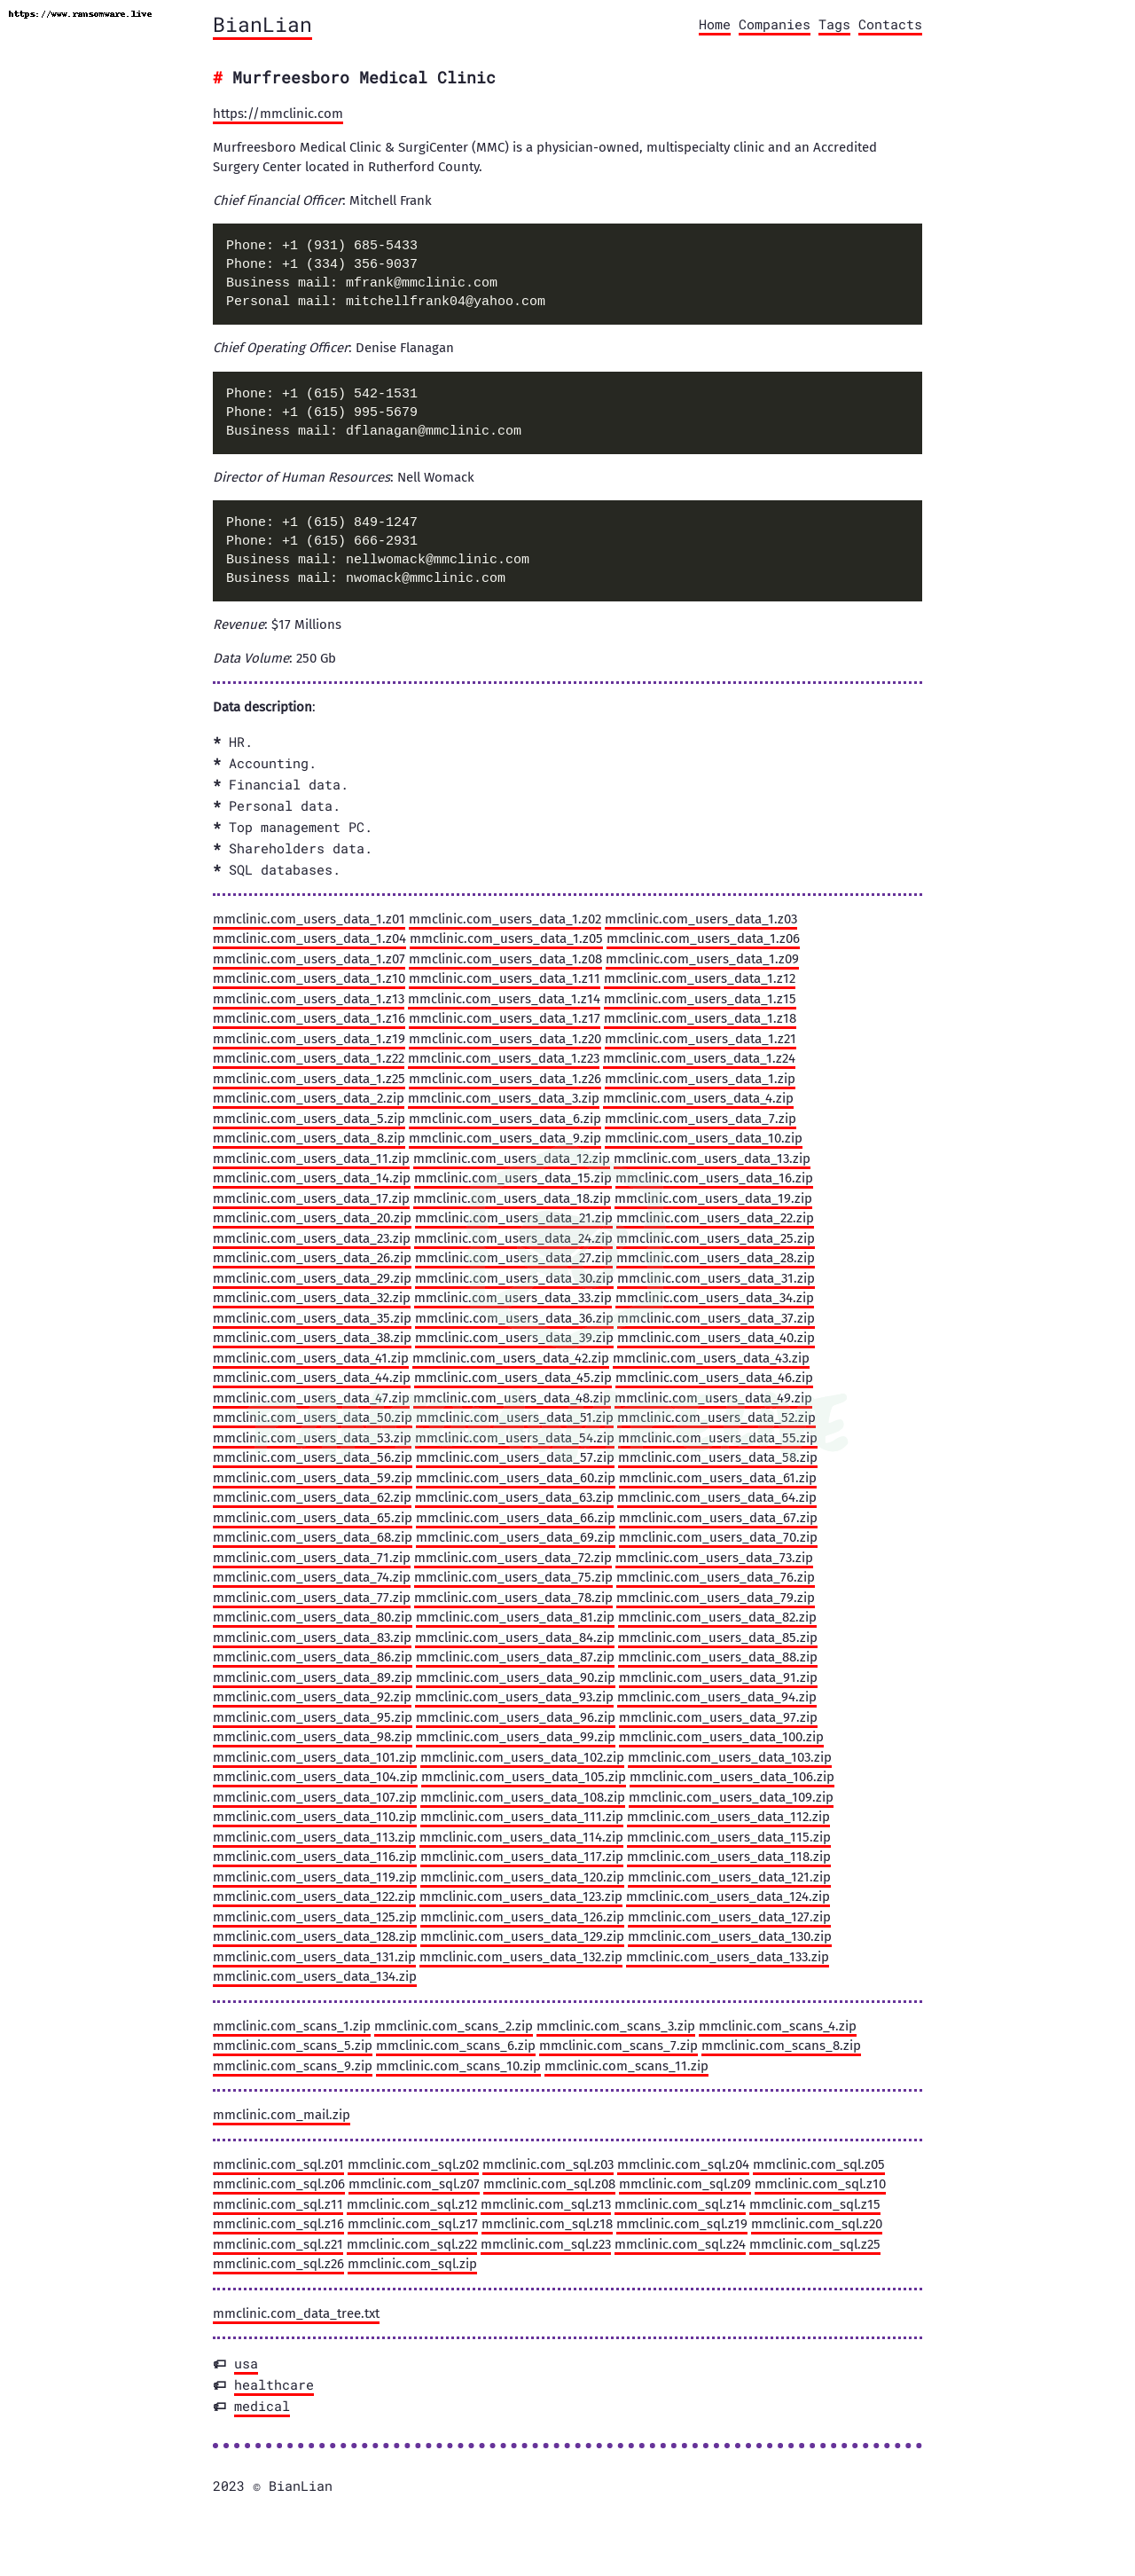 https://www.ransomware.live
BianLian
Home Companies Tags Contacts
# Murfreesboro Medical Clinic
https://mmclinic.com
Murfreesboro Medical Clinic & SurgiCenter (MMC) is a physician-owned, multispecialty clinic and an Accredited
Surgery Center located in Rutherford County.
Chief Financial Officer: Mitchell Frank
Phone: +1 (931) 685-5433
Phone: +1 (334) 356-9037
Business mail: mfrank@mmclinic.com
Personal mail: mitchellfrank04@yahoo.com
Chief Operating Officer: Denise Flanagan
Phone: +1 (615) 542-1531
Phone: +1 (615) 995-5679
Business mail: dflanagan@mmclinic.com
Director of Human Resources: Nell Womack
Phone: +1 (615) 849-1247
Phone: +1 (615) 666-2931
Business mail: nellwomack@mmclinic.com
Business mail: nwomack@mmclinic.com
Revenue: $17 Millions
Data Volume: 250 Gb
Data description:
* HR.
* Accounting.
* Financial data.
* Personal data.
* Top management PC.
* Shareholders data.
* SQL databases.
mmclinic.com_users_data_1.z01 mmclinic.com_users_data_1.z02 mmclinic.com_users_data_1.z03
mmclinic.com_users_data_1.z04 mmclinic.com_users_data_1.z05 mmclinic.com_users_data_1.z06
mmclinic.com_users_data_1.z07 mmclinic.com_users_data_1.z08 mmclinic.com_users_data_1.z09
mmclinic.com_users_data_1.z10 mmclinic.com_users_data_1.z11 mmclinic.com_users_data_1.z12
mmclinic.com_users_data_1.z13 mmclinic.com_users_data_1.z14 mmclinic.com_users_data_1.z15
mmclinic.com_users_data_1.z16 mmclinic.com_users_data_1.z17 mmclinic.com_users_data_1.z18
mmclinic.com_users_data_1.z19 mmclinic.com_users_data_1.z20 mmclinic.com_users_data_1.z21
mmclinic.com_users_data_1.z22 mmclinic.com_users_data_1.z23 mmclinic.com_users_data_1.z24
mmclinic.com_users_data_1.z25 mmclinic.com_users_data_1.z26 mmclinic.com_users_data_1.zip
mmclinic.com_users_data_2.zip mmclinic.com_users_data_3.zip mmclinic.com_users_data_4.zip
mmclinic.com_users_data_5.zip mmclinic.com_users_data_6.zip mmclinic.com_users_data_7.zip
mmclinic.com_users_data_8.zip mmclinic.com_users_data_9.zip mmclinic.com_users_data_10.zip
mmclinic.com_users_data_11.zip mmclinic.com_users_data_12.zip mmclinic.com_users_data_13.zip
mmclinic.com_users_data_14.zip mmclinic.com_users_data_15.zip mmclinic.com_users_data_16.zip
mmclinic.com_users_data_17.zip mmclinic.com_users_data_18.zip mmclinic.com_users_data_19.zip
mmclinic.com_users_data_20.zip mmclinic.com_users_data_21.zip mmclinic.com_users_data_22.zip
mmclinic.com_users_data_23.zip mmclinic.com_users_data_24.zip mmclinic.com_users_data_25.zip
mmclinic.com_users_data_26.zip mmclinic.com_users_data_27.zip mmclinic.com_users_data_28.zip
mmclinic.com_users_data_29.zip mmclinic.com_users_data_30.zip mmclinic.com_users_data_31.zip
mmclinic.com_users_data_32.zip mmclinic.com_users_data_33.zip mmclinic.com_users_data_34.zip
mmclinic.com_users_data_35.zip mmclinic.com_users_data_36.zip mmclinic.com_users_data_37.zip
mmclinic.com_users_data_38.zip mmclinic.com_users_data_39.zip mmclinic.com_users_data_40.zip
mmclinic.com_users_data_41.zip mmclinic.com_users_data_42.zip mmclinic.com_users_data_43.zip
mmclinic.com_users_data_44.zip mmclinic.com_users_data_45.zip mmclinic.com_users_data_46.zip
mmclinic.com_users_data_47.zip mmclinic.com_users_data_48.zip mmclinic.com_users_data_49.zip
mmclinic.com_users_data_50.zip mmclinic.com_users_data_51.zip mmclinic.com_users_data_52.zip
mmclinic.com_users_data_53.zip mmclinic.com_users_data_54.zip mmclinic.com_users_data_55.zip
mmclinic.com_users_data_56.zip mmclinic.com_users_data_57.zip mmclinic.com_users_data_58.zip
mmclinic.com_users_data_59.zip mmclinic.com_users_data_60.zip mmclinic.com_users_data_61.zip
mmclinic.com_users_data_62.zip mmclinic.com_users_data_63.zip mmclinic.com_users_data_64.zip
mmclinic.com_users_data_65.zip mmclinic.com_users_data_66.zip mmclinic.com_users_data_67.zip
mmclinic.com_users_data_68.zip mmclinic.com_users_data_69.zip mmclinic.com_users_data_70.zip
mmclinic.com_users_data_71.zip mmclinic.com_users_data_72.zip mmclinic.com_users_data_73.zip
mmclinic.com_users_data_74.zip mmclinic.com_users_data_75.zip mmclinic.com_users_data_76.zip
mmclinic.com_users_data_77.zip mmclinic.com_users_data_78.zip mmclinic.com_users_data_79.zip
mmclinic.com_users_data_80.zip mmclinic.com_users_data_81.zip mmclinic.com_users_data_82.zip
mmclinic.com_users_data_83.zip mmclinic.com_users_data_84.zip mmclinic.com_users_data_85.zip
mmclinic.com_users_data_86.zip mmclinic.com_users_data_87.zip mmclinic.com_users_data_88.zip
mmclinic.com_users_data_89.zip mmclinic.com_users_data_90.zip mmclinic.com_users_data_91.zip
mmclinic.com_users_data_92.zip mmclinic.com_users_data_93.zip mmclinic.com_users_data_94.zip
mmclinic.com_users_data_95.zip mmclinic.com_users_data_96.zip mmclinic.com_users_data_97.zip
mmclinic.com_users_data_98.zip mmclinic.com_users_data_99.zip mmclinic.com_users_data_100.zip
mmclinic.com_users_data_101.zip mmclinic.com_users_data_102.zip mmclinic.com_users_data_103.zip
mmclinic.com_users_data_104.zip mmclinic.com_users_data_105.zip mmclinic.com_users_data_106.zip
mmclinic.com_users_data_107.zip mmclinic.com_users_data_108.zip mmclinic.com_users_data_109.zip
mmclinic.com_users_data_110.zip mmclinic.com_users_data_111.zip mmclinic.com_users_data_112.zip
mmclinic.com_users_data_113.zip mmclinic.com_users_data_114.zip mmclinic.com_users_data_115.zip
mmclinic.com_users_data_116.zip mmclinic.com_users_data_117.zip mmclinic.com_users_data_118.zip
mmclinic.com_users_data_119.zip mmclinic.com_users_data_120.zip mmclinic.com_users_data_121.zip
mmclinic.com_users_data_122.zip mmclinic.com_users_data_123.zip mmclinic.com_users_data_124.zip
mmclinic.com_users_data_125.zip mmclinic.com_users_data_126.zip mmclinic.com_users_data_127.zip
mmclinic.com_users_data_128.zip mmclinic.com_users_data_129.zip mmclinic.com_users_data_130.zip
mmclinic.com_users_data_131.zip mmclinic.com_users_data_132.zip mmclinic.com_users_data_133.zip
mmclinic.com_users_data_134.zip
mmclinic.com_scans_1.zip mmclinic.com_scans_2.zip mmclinic.com_scans_3.zip mmclinic.com_scans_4.zip
mmclinic.com_scans_5.zip mmclinic.com_scans_6.zip mmclinic.com_scans_7.zip mmclinic.com_scans_8.zip
mmclinic.com_scans_9.zip mmclinic.com_scans_10.zip mmclinic.com_scans_11.zip
mmclinic.com_mail.zip
mmclinic.com_sql.z01 mmclinic.com_sql.z02 mmclinic.com_sql.z03 mmclinic.com_sql.z04 mmclinic.com_sql.z05
mmclinic.com_sql.z06 mmclinic.com_sql.z07 mmclinic.com_sql.z08 mmclinic.com_sql.z09 mmclinic.com_sql.z10
mmclinic.com_sql.z11 mmclinic.com_sql.z12 mmclinic.com_sql.z13 mmclinic.com_sql.z14 mmclinic.com_sql.z15
mmclinic.com_sql.z16 mmclinic.com_sql.z17 mmclinic.com_sql.z18 mmclinic.com_sql.z19 mmclinic.com_sql.z20
mmclinic.com_sql.z21 mmclinic.com_sql.z22 mmclinic.com_sql.z23 mmclinic.com_sql.z24 mmclinic.com_sql.z25
mmclinic.com_sql.z26 mmclinic.com_sql.zip
mmclinic.com_data_tree.txt
usa
healthcare
medical
2023 © BianLian